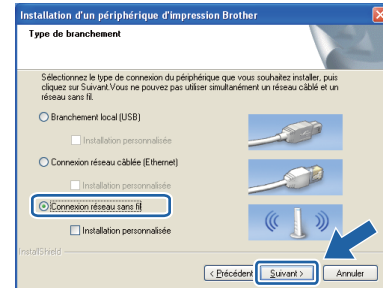 Installation d'un périphérique d'impression Brother
Type de branchement
Sélectionnez le type de connexion du périphérique que vous souhaitez installer, puis
cliquez sur Suivant.Vous ne pouvez pas utiliser simultanément un réseau câblé et un
réseau sans fil.
Branchement local (USB)
Installation personnalisée
Connexion réseau câblée (Ethernet)
Installation personnalisée
Connexion réseau sans fil
Installation personnalisée
InstallShield
< Précédent
Suivant >
Annuler